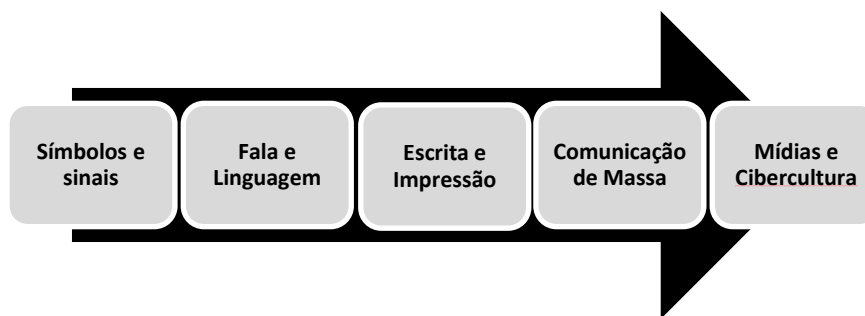 Símbolos e
sinais
Fala e
Linguagem
Escrita e
Impressão
Comunicação
de Massa
Mídias e
Cibercultura